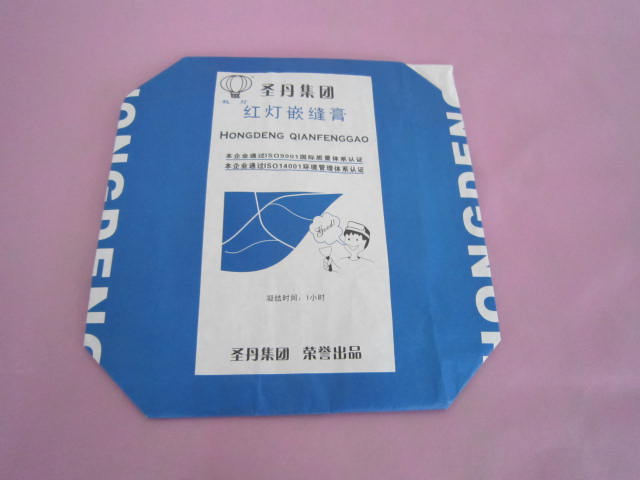 圣丹集团
红灯
红灯嵌缝膏
HONGDENG QIANFENGGAO
本企业通过ISO9001国际质量体系认证
本企业通过ISO14001环境管理体系认证
Good!
凝结时间：1小时
圣丹集团 荣誉出品
HONGDENG
HONGDENG